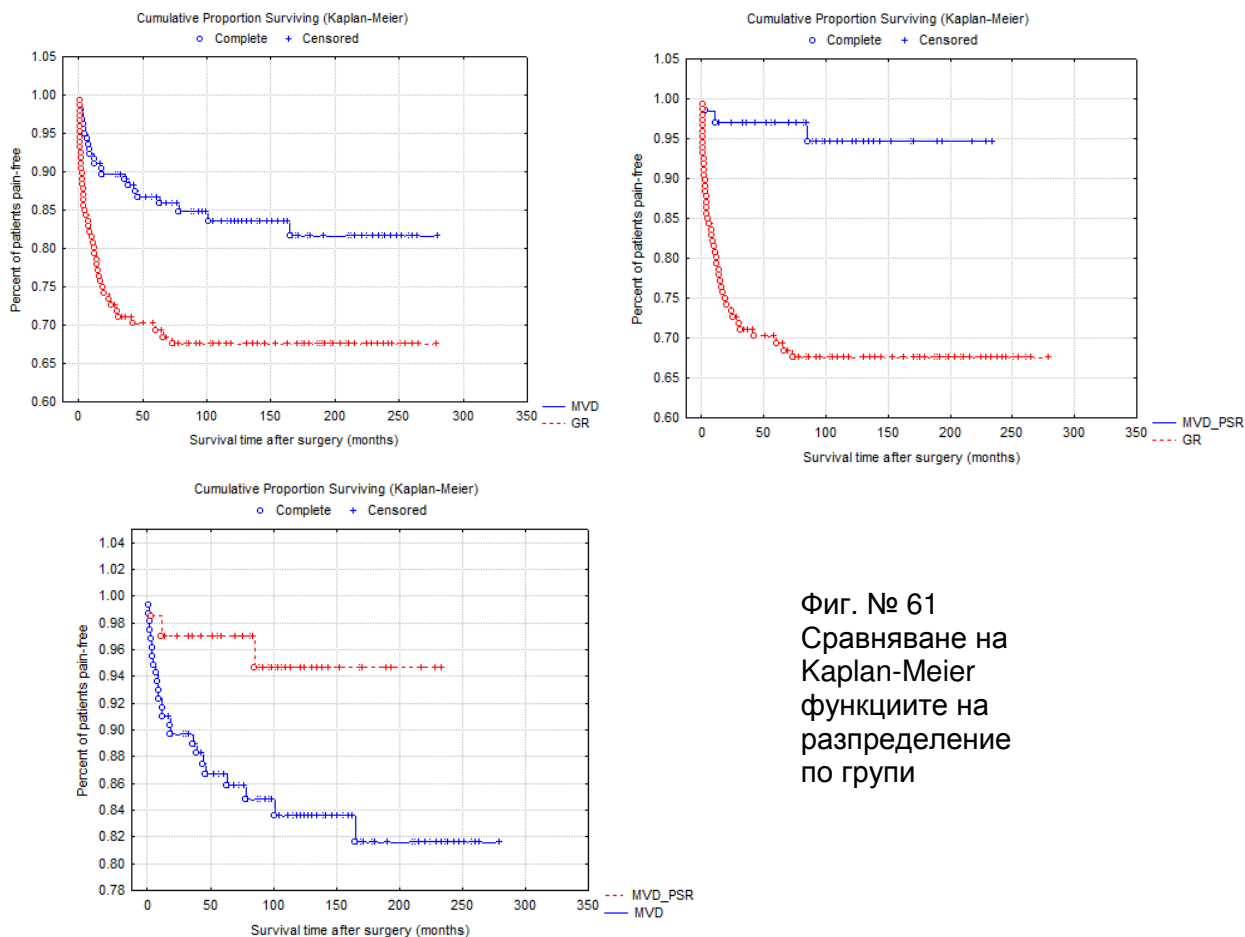 Cumulative Proportion Surviving (Kaplan-Meier)
Complete Censored
Percent of patients pain-free
1.05
1.00
0.95
0.90
0.85
0.80
0.75
0.70
0.65
0.60
0 50 100 150 200 250 300 350
Survival time after surgery (months)
MVD
GR
Cumulative Proportion Surviving (Kaplan-Meier)
Complete Censored
Percent of patients pain-free
1.05
1.00
0.95
0.90
0.85
0.80
0.75
0.70
0.65
0.60
0 50 100 150 200 250 300 350
Survival time after surgery (months)
MVD_PSR
GR
Cumulative Proportion Surviving (Kaplan-Meier)
Complete Censored
Percent of patients pain-free
1.04
1.02
1.00
0.98
0.96
0.94
0.92
0.90
0.88
0.86
0.84
0.82
0.80
0.78
0 50 100 150 200 250 300 350
Survival time after surgery (months)
MVD_PSR
MVD
Фиг. № 61
Сравняване на
Kaplan-Meier
функциите на
разпределение
по групи